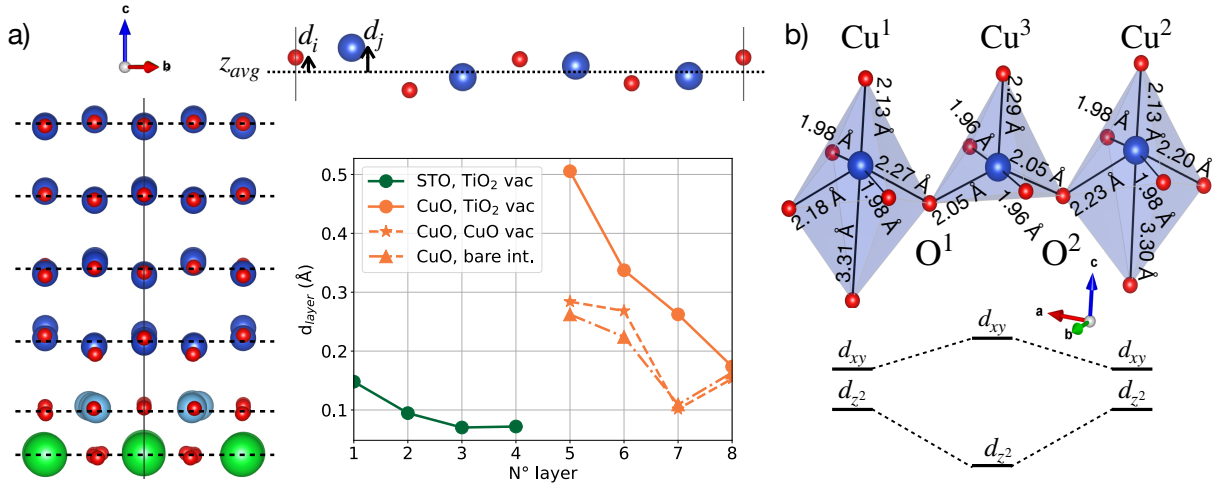 a)
c
b
z_avg
d_i
d_j
STO, TiO₂ vac
CuO, TiO₂ vac
CuO, CuO vac
CuO, bare int.
d_layer (Å)
0.5
0.4
0.3
0.2
0.1
1 2 3 4 5 6 7 8
N° layer
b)
Cu¹ Cu³ Cu²
2.13 Å
1.98 Å
2.27 Å
2.18 Å
1.98 Å
3.31 Å
2.29 Å
1.96 Å
2.05 Å
2.05 Å
1.96 Å
2.13 Å
1.98 Å
2.20 Å
2.23 Å
1.98 Å
3.30 Å
O¹ O²
c
a
b
d_xy
d_xy d_xy
d_z² d_z²
d_z²